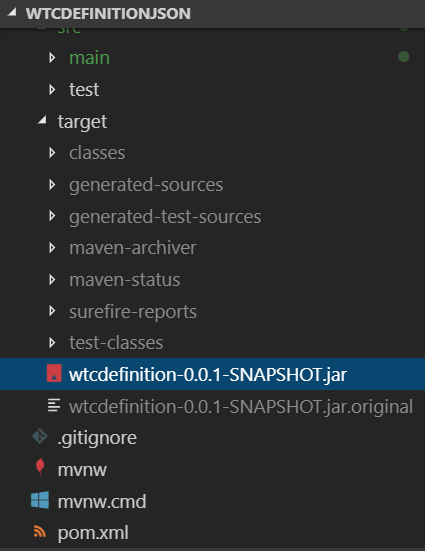 WTCDEFINITIONJSON
src
main
test
target
classes
generated-sources
generated-test-sources
maven-archiver
maven-status
surefire-reports
test-classes
wtcdefinition-0.0.1-SNAPSHOT.jar
wtcdefinition-0.0.1-SNAPSHOT.jar.original
.gitignore
mvnw
mvnw.cmd
pom.xml